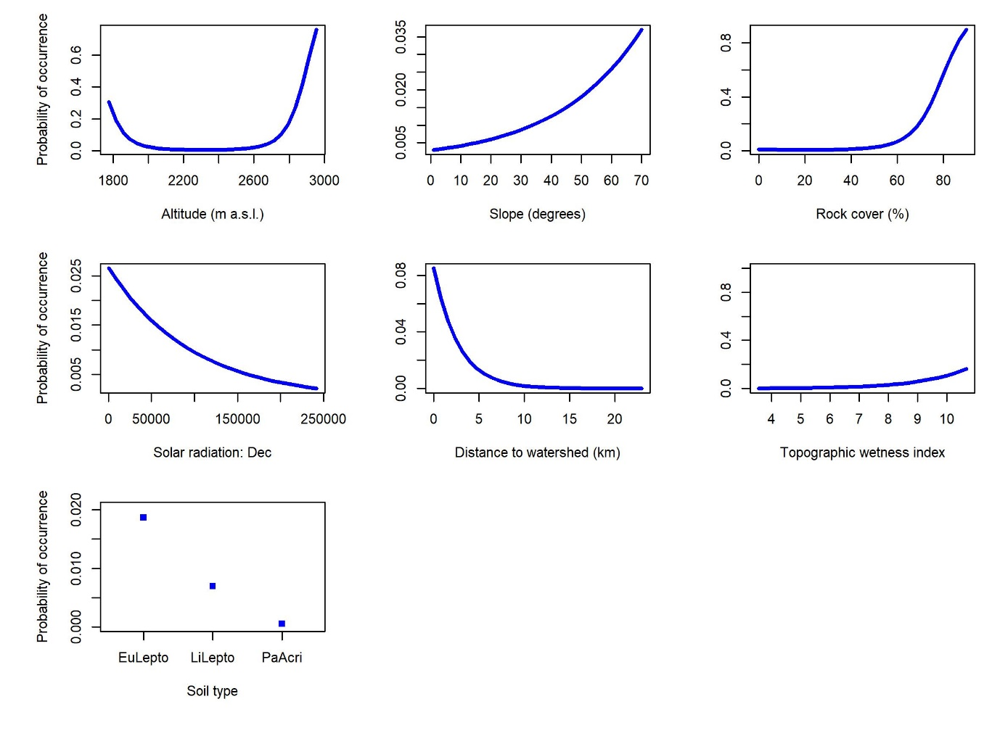 Probability of occurrence
0.0 0.2 0.4 0.6
1800 2200 2600 3000
Altitude (m a.s.l.)
0.005 0.020 0.035
0 10 20 30 40 50 60 70
Slope (degrees)
0.0 0.4 0.8
0 20 40 60 80
Rock cover (%)
Probability of occurrence
0.005 0.015 0.025
0 50000 150000 250000
Solar radiation: Dec
0.00 0.04 0.08
0 5 10 15 20
Distance to watershed (km)
0.0 0.4 0.8
4 5 6 7 8 9 10
Topographic wetness index
Probability of occurrence
0.000 0.010 0.020
EuLepto LiLepto PaAcri
Soil type